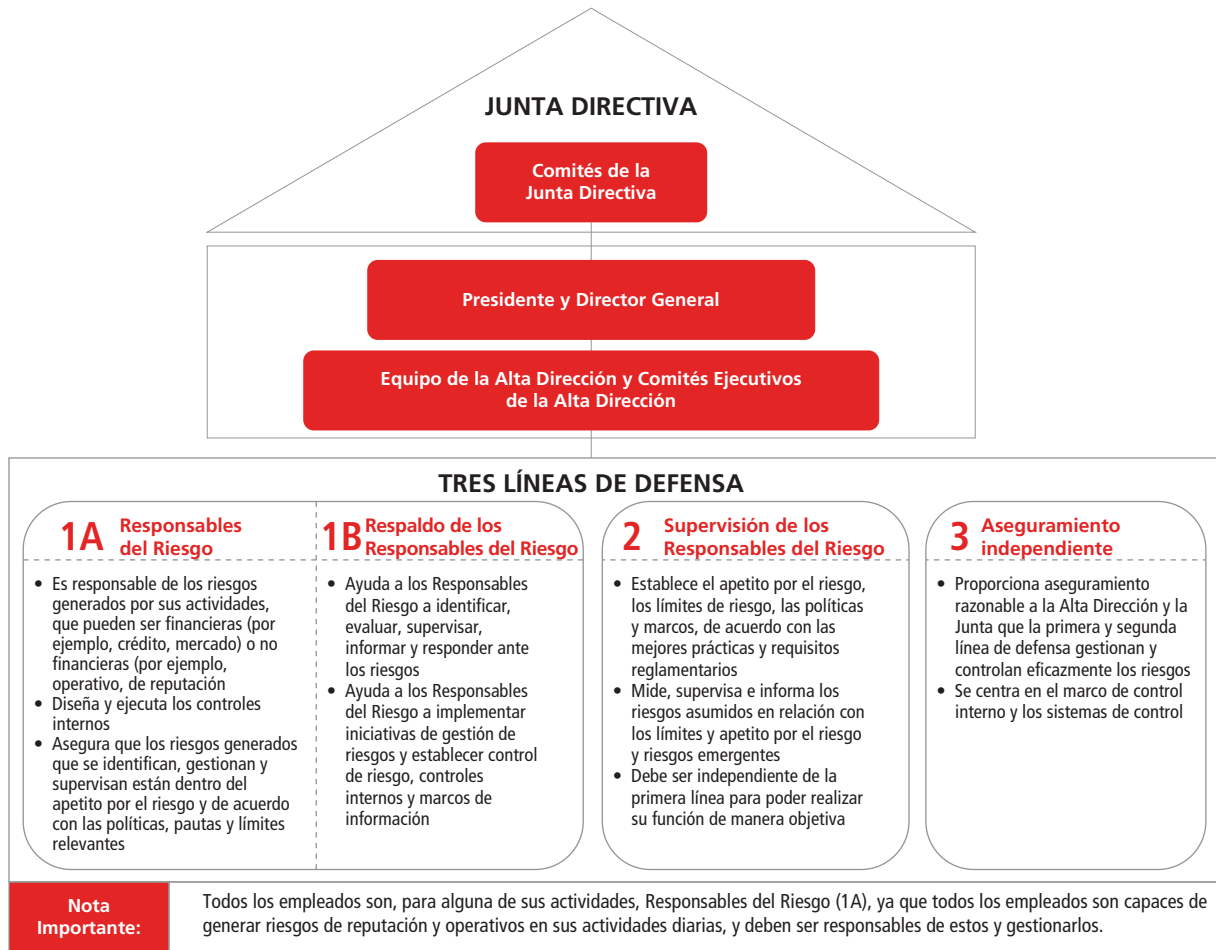 JUNTA DIRECTIVA
Comités de la
Junta Directiva
Presidente y Director General
Equipo de la Alta Dirección y Comités Ejecutivos
de la Alta Dirección
TRES LÍNEAS DE DEFENSA
1A Responsables
del Riesgo
• Es responsable de los riesgos
generados por sus actividades,
que pueden ser financieras (por
ejemplo, crédito, mercado) o no
financieras (por ejemplo,
operativo, de reputación
• Diseña y ejecuta los controles
internos
• Asegura que los riesgos generados
que se identifican, gestionan y
supervisan están dentro del
apetito por el riesgo y de acuerdo
con las políticas, pautas y límites
relevantes
1B Respaldo de los
Responsables del Riesgo
• Ayuda a los Responsables
del Riesgo a identificar,
evaluar, supervisar,
informar y responder ante
los riesgos
• Ayuda a los Responsables
del Riesgo a implementar
iniciativas de gestión de
riesgos y establecer control
de riesgo, controles
internos y marcos de
información
2 Supervisión de los
Responsables del Riesgo
• Establece el apetito por el riesgo,
los límites de riesgo, las políticas
y marcos, de acuerdo con las
mejores prácticas y requisitos
reglamentarios
• Mide, supervisa e informa los
riesgos asumidos en relación con
los límites y apetito por el riesgo
y riesgos emergentes
• Debe ser independiente de la
primera línea para poder realizar
su función de manera objetiva
3 Aseguramiento
independiente
• Proporciona aseguramiento
razonable a la Alta Dirección y la
Junta que la primera y segunda
línea de defensa gestionan y
controlan eficazmente los riesgos
• Se centra en el marco de control
interno y los sistemas de control
Nota
Importante:
Todos los empleados son, para alguna de sus actividades, Responsables del Riesgo (1A), ya que todos los empleados son capaces de
generar riesgos de reputación y operativos en sus actividades diarias, y deben ser responsables de estos y gestionarlos.